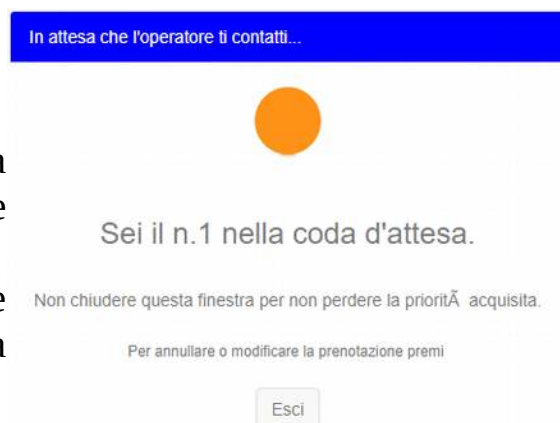 In attesa che l'operatore ti contatti...
Sei il n.1 nella coda d'attesa.
Non chiudere questa finestra per non perdere la prioritÃ acquisita.
Per annullare o modificare la prenotazione premi
Esci